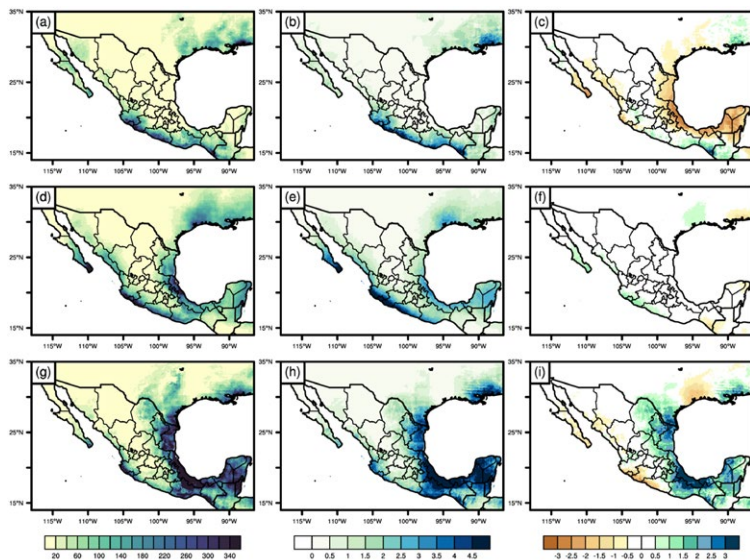 35°N (a) 35°N (b) 35°N (c)
25°N 25°N 25°N
15°N 15°N 15°N
115°W 110°W 105°W 100°W 95°W 90°W 115°W 110°W 105°W 100°W 95°W 90°W 115°W 110°W 105°W 100°W 95°W 90°W
35°N (d) 35°N (e) 35°N (f)
25°N 25°N 25°N
15°N 15°N 15°N
115°W 110°W 105°W 100°W 95°W 90°W 115°W 110°W 105°W 100°W 95°W 90°W 115°W 110°W 105°W 100°W 95°W 90°W
35°N (g) 35°N (h) 35°N (i)
25°N 25°N 25°N
15°N 15°N 15°N
115°W 110°W 105°W 100°W 95°W 90°W 115°W 110°W 105°W 100°W 95°W 90°W 115°W 110°W 105°W 100°W 95°W 90°W
20 60 100 140 180 220 260 300 340 0 0.5 1 1.5 2 2.5 3 3.5 4 4.5 -3 -2.5 -2 -1.5 -1 -0.5 0 0.5 1 1.5 2 2.5 3